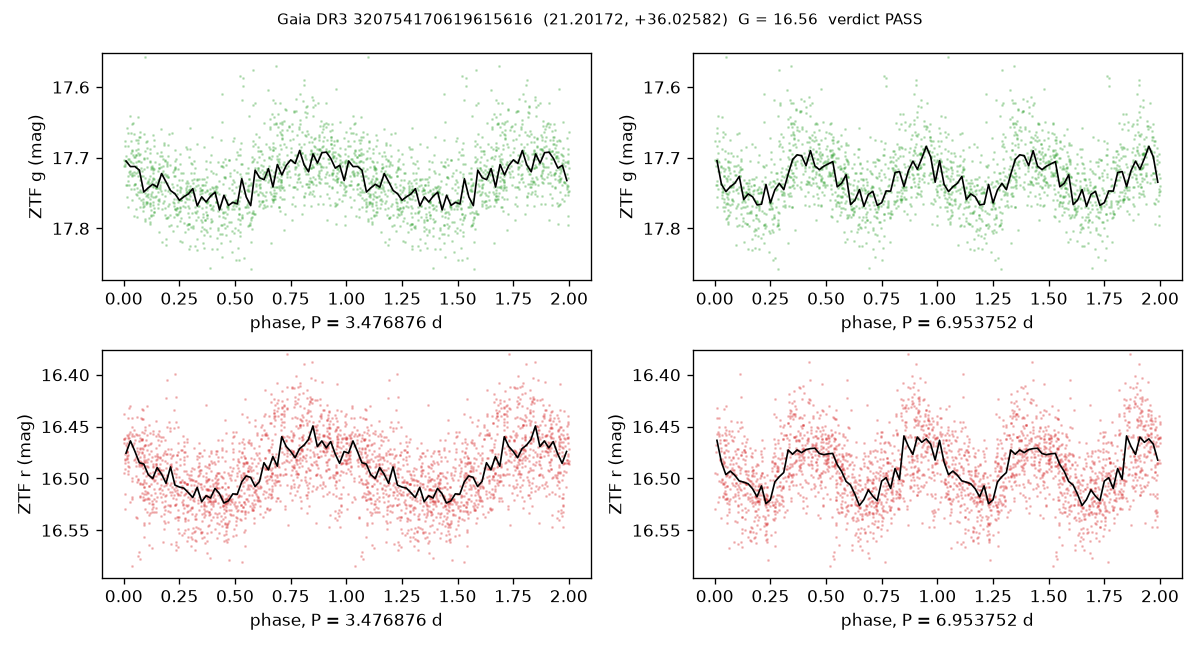 Gaia DR3 320754170619615616 (21.20172, +36.02582) G = 16.56 verdict PASS
ZTF g (mag)
17.6
17.7
17.8
0.00 0.25 0.50 0.75 1.00 1.25 1.50 1.75 2.00
phase, P = 3.476876 d
ZTF g (mag)
17.6
17.7
17.8
0.00 0.25 0.50 0.75 1.00 1.25 1.50 1.75 2.00
phase, P = 6.953752 d
ZTF r (mag)
16.40
16.45
16.50
16.55
0.00 0.25 0.50 0.75 1.00 1.25 1.50 1.75 2.00
phase, P = 3.476876 d
ZTF r (mag)
16.40
16.45
16.50
16.55
0.00 0.25 0.50 0.75 1.00 1.25 1.50 1.75 2.00
phase, P = 6.953752 d